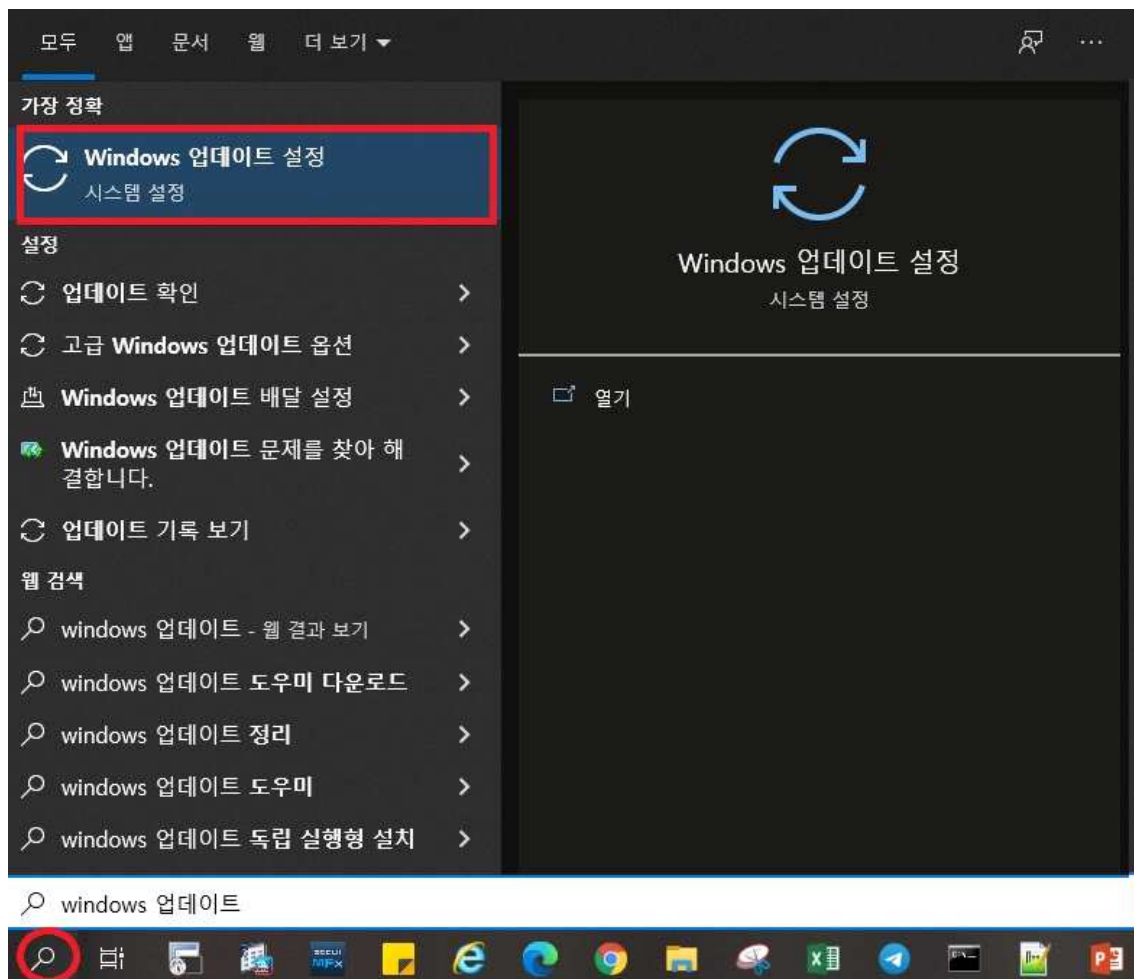 모두 앱 문서 웹 더 보기
가장 정확
Windows 업데이트 설정
시스템 설정
설정
업데이트 확인
고급 Windows 업데이트 옵션
Windows 업데이트 배달 설정
Windows 업데이트 문제를 찾아 해
결합니다.
업데이트 기록 보기
웹 검색
windows 업데이트 - 웹 결과 보기
windows 업데이트 도우미 다운로드
windows 업데이트 정리
windows 업데이트 도우미
windows 업데이트 독립 실행형 설치
windows 업데이트
Windows 업데이트 설정
시스템 설정
열기